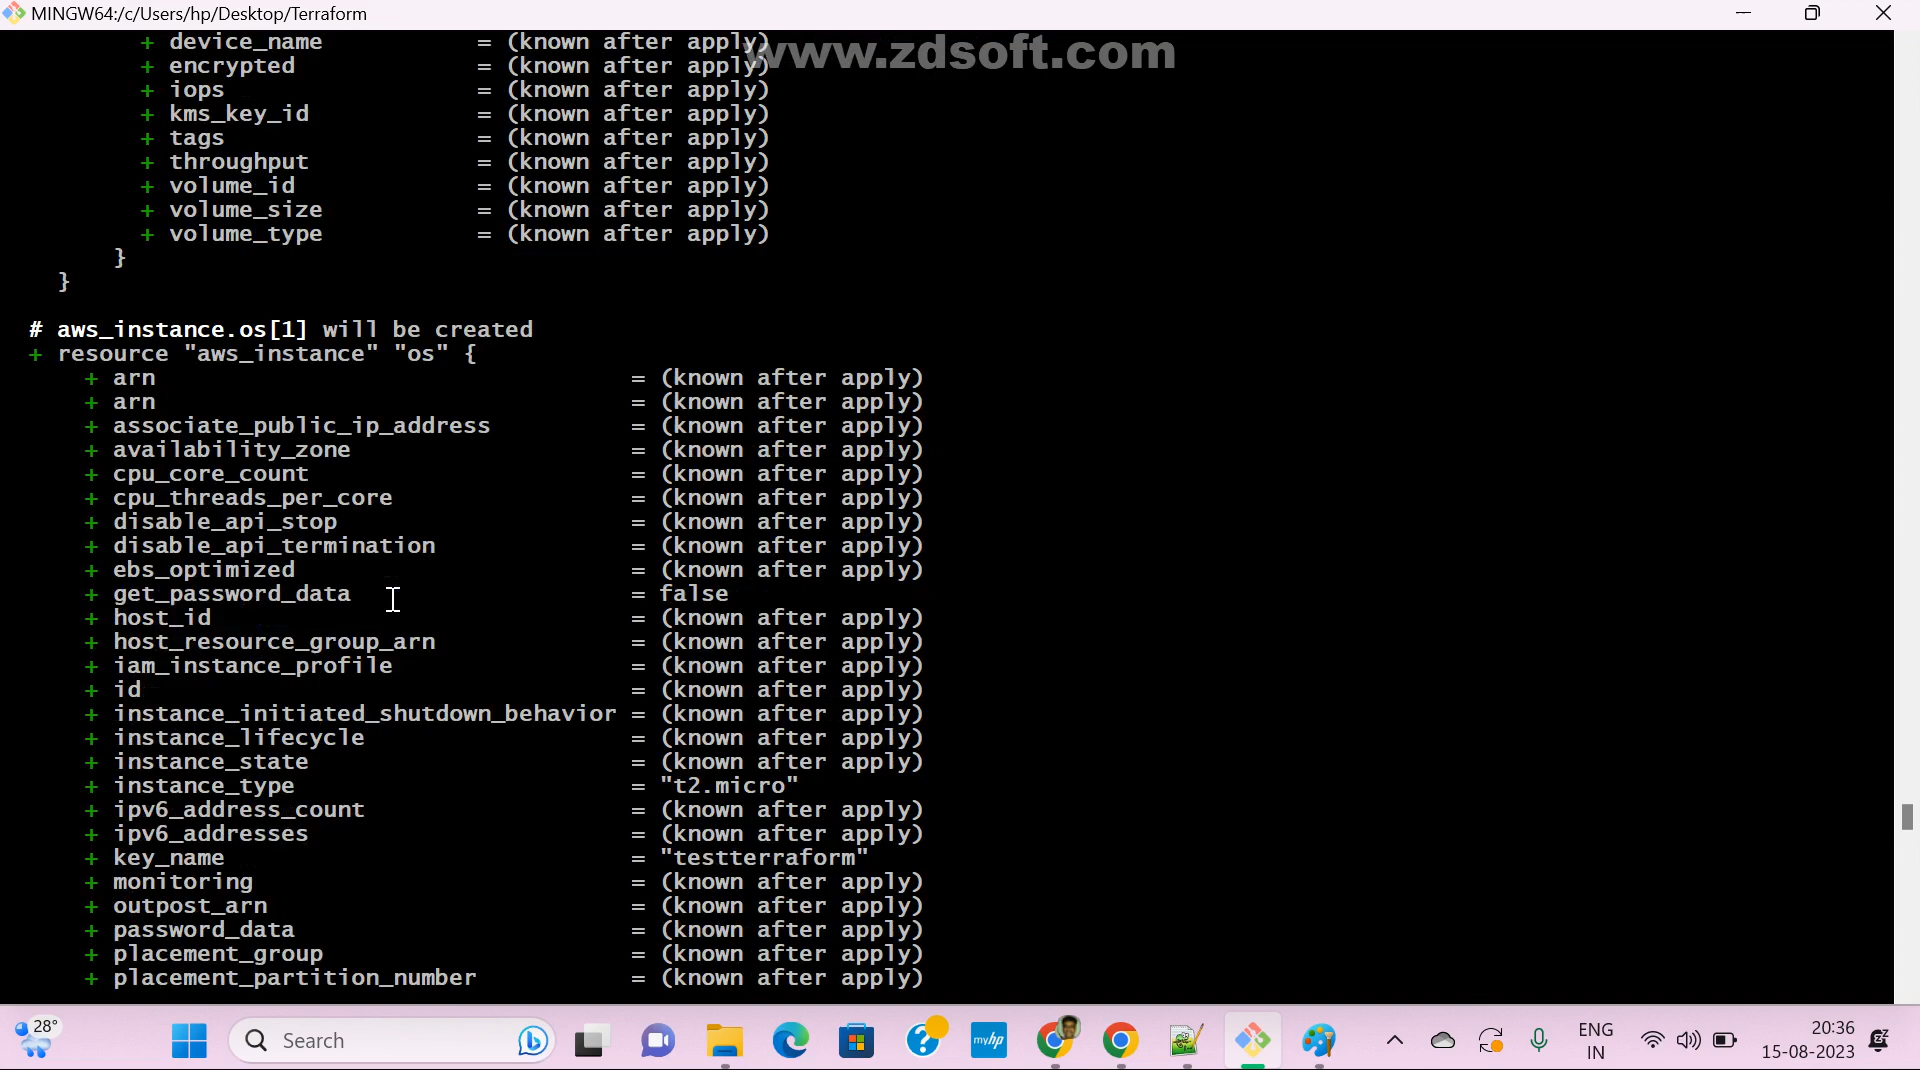 MINGW64:/c/Users/hp/Desktop/Terraform
www.zdsoft.com
+ device_name = (known after apply)
+ encrypted = (known after apply)
+ iops = (known after apply)
+ kms_key_id = (known after apply)
+ tags = (known after apply)
+ throughput = (known after apply)
+ volume_id = (known after apply)
+ volume_size = (known after apply)
+ volume_type = (known after apply)
}
}
# aws_instance.os[1] will be created
+ resource "aws_instance" "os" {
+ arn = (known after apply)
+ arn = (known after apply)
+ associate_public_ip_address = (known after apply)
+ availability_zone = (known after apply)
+ cpu_core_count = (known after apply)
+ cpu_threads_per_core = (known after apply)
+ disable_api_stop = (known after apply)
+ disable_api_termination = (known after apply)
+ ebs_optimized = (known after apply)
+ get_password_data = false
+ host_id = (known after apply)
+ host_resource_group_arn = (known after apply)
+ iam_instance_profile = (known after apply)
+ id = (known after apply)
+ instance_initiated_shutdown_behavior = (known after apply)
+ instance_lifecycle = (known after apply)
+ instance_state = (known after apply)
+ instance_type = "t2.micro"
+ ipv6_address_count = (known after apply)
+ ipv6_addresses = (known after apply)
+ key_name = "testterraform"
+ monitoring = (known after apply)
+ outpost_arn = (known after apply)
+ password_data = (known after apply)
+ placement_group = (known after apply)
+ placement_partition_number = (known after apply)
28°
Search
myhp
ENG
IN
20:36
15-08-2023